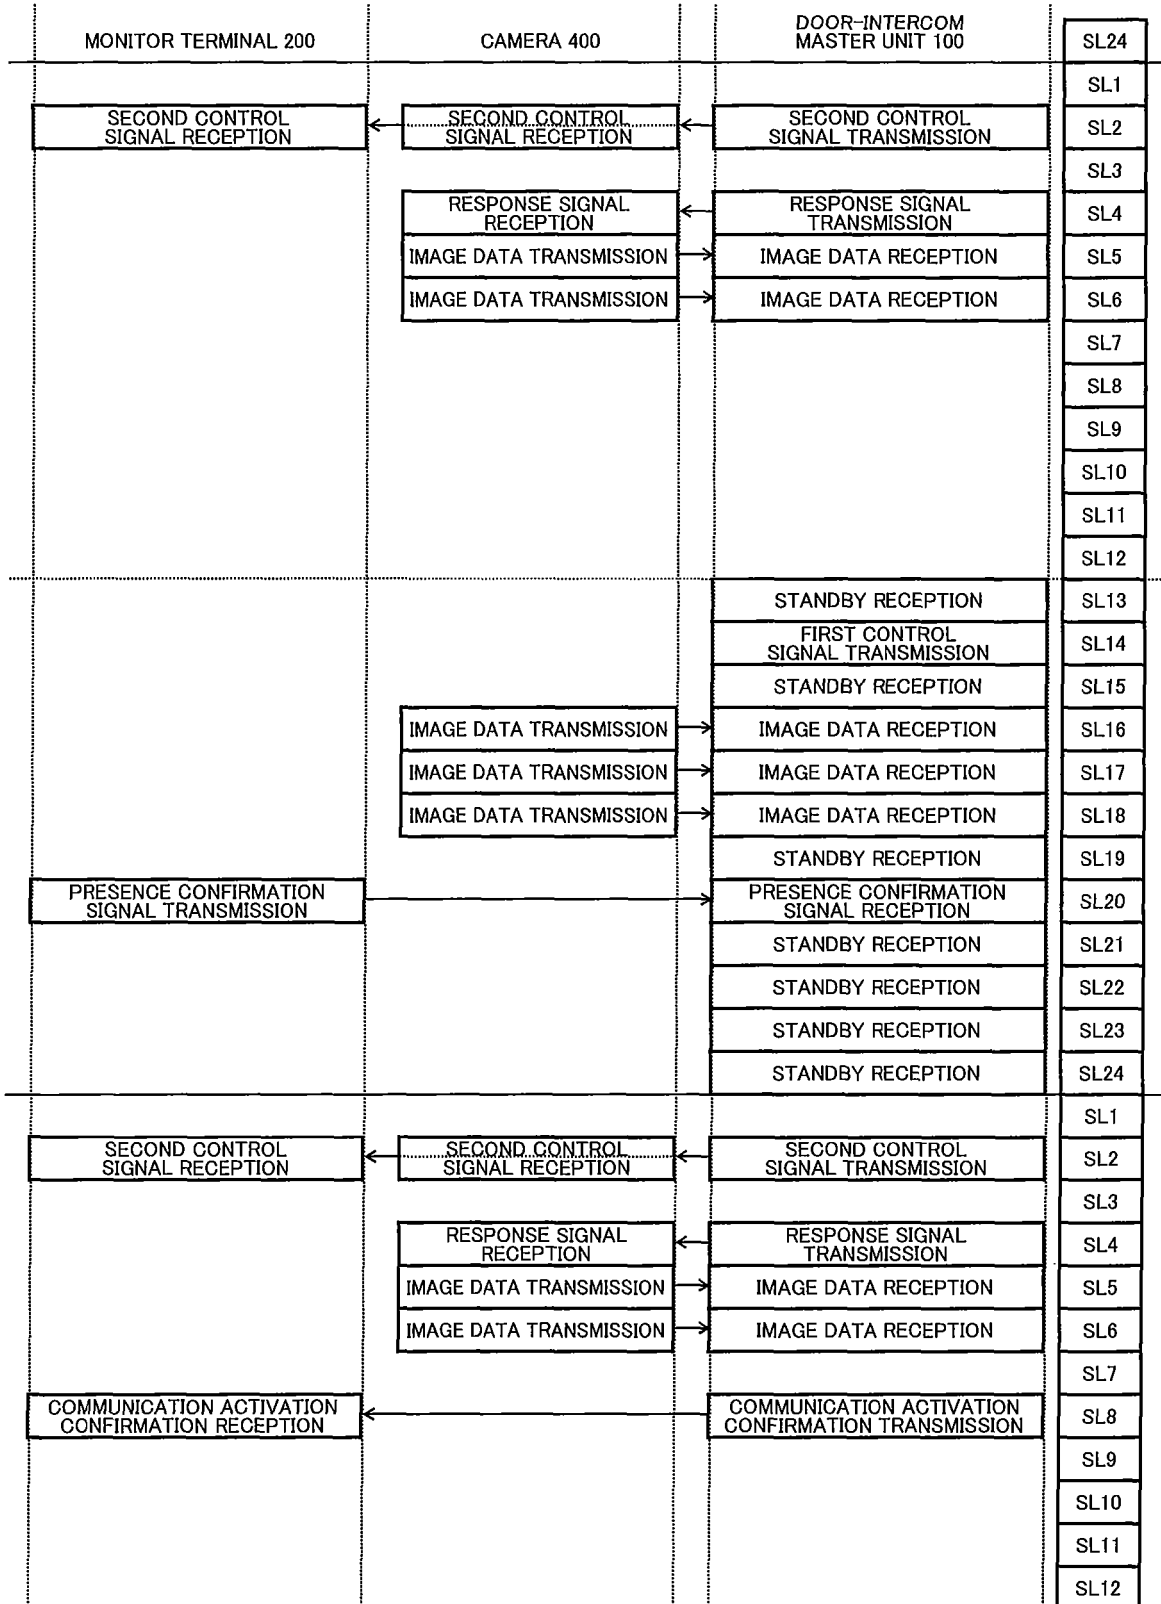 MONITOR TERMINAL 200
CAMERA 400
DOOR-INTERCOM
MASTER UNIT 100
SL24
SL1
SECOND CONTROL
SIGNAL RECEPTION
SECOND CONTROL
SIGNAL RECEPTION
SECOND CONTROL
SIGNAL TRANSMISSION
SL2
SL3
RESPONSE SIGNAL
RECEPTION
RESPONSE SIGNAL
TRANSMISSION
SL4
IMAGE DATA TRANSMISSION
IMAGE DATA RECEPTION
SL5
IMAGE DATA TRANSMISSION
IMAGE DATA RECEPTION
SL6
SL7
SL8
SL9
SL10
SL11
SL12
STANDBY RECEPTION
SL13
FIRST CONTROL
SIGNAL TRANSMISSION
SL14
STANDBY RECEPTION
SL15
IMAGE DATA TRANSMISSION
IMAGE DATA RECEPTION
SL16
IMAGE DATA TRANSMISSION
IMAGE DATA RECEPTION
SL17
IMAGE DATA TRANSMISSION
IMAGE DATA RECEPTION
SL18
STANDBY RECEPTION
SL19
PRESENCE CONFIRMATION
SIGNAL TRANSMISSION
PRESENCE CONFIRMATION
SIGNAL RECEPTION
SL20
STANDBY RECEPTION
SL21
STANDBY RECEPTION
SL22
STANDBY RECEPTION
SL23
STANDBY RECEPTION
SL24
SL1
SECOND CONTROL
SIGNAL RECEPTION
SECOND CONTROL
SIGNAL RECEPTION
SECOND CONTROL
SIGNAL TRANSMISSION
SL2
SL3
RESPONSE SIGNAL
RECEPTION
RESPONSE SIGNAL
TRANSMISSION
SL4
IMAGE DATA TRANSMISSION
IMAGE DATA RECEPTION
SL5
IMAGE DATA TRANSMISSION
IMAGE DATA RECEPTION
SL6
SL7
COMMUNICATION ACTIVATION
CONFIRMATION RECEPTION
COMMUNICATION ACTIVATION
CONFIRMATION TRANSMISSION
SL8
SL9
SL10
SL11
SL12